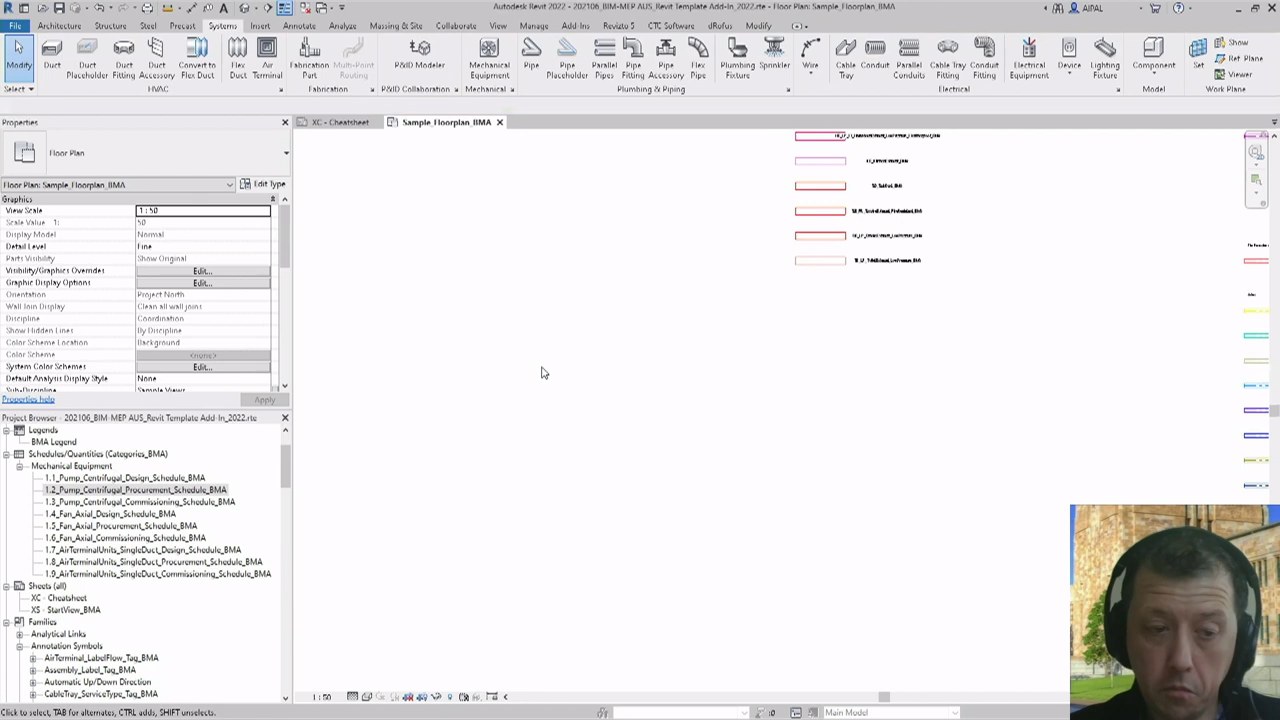 Autodesk Revit 2022 - 202106_BIM-MEP AUS_Revit Template Add-In_2022.rte - Floor Plan: Sample_Floorplan_BMA
AIPAL
File Architecture Structure Steel Precast Systems Insert Annotate Analyze Massing & Site Collaborate View Manage Add-Ins Revizto 5 CTC Software uRofus Modify
Modify
Duct
Duct Placeholder
Duct Fitting
Duct Accessory
Convert to Flex Duct
Flex Duct
Air Terminal
Fabrication Part
Multi-Point Routing
P&ID Modeler
Mechanical Equipment
Pipe
Pipe Placeholder
Parallel Pipes
Pipe Fitting
Pipe Accessory
Flex Pipe
Plumbing Fixture
Sprinkler
Wire
Cable Tray
Conduit
Parallel Conduits
Cable Tray Fitting
Conduit Fitting
Electrical Equipment
Device
Lighting Fixture
Component
Set
Show
Ref Plane
Viewer
Select HVAC Fabrication P&ID Collaboration Mechanical Plumbing & Piping Electrical Model Work Plane
Properties
XC - Cheatsheet
Sample_Floorplan_BMA
Floor Plan
Floor Plan: Sample_Floorplan_BMA
Edit Type
Graphics
View Scale 1 : 50
Scale Value 1: 50
Display Model Normal
Detail Level Fine
Parts Visibility Show Original
Visibility/Graphics Overrides Edit...
Graphic Display Options Edit...
Orientation Project North
Wall Join Display Clean all wall joins
Discipline Coordination
Show Hidden Lines By Discipline
Color Scheme Location Background
Color Scheme <none>
System Color Schemes Edit...
Default Analysis Display Style None
Sub-Discipline Sample Views
Properties help
Apply
Project Browser - 202106_BIM-MEP AUS_Revit Template Add-In_2022.rte
Legends
BMA Legend
Schedules/Quantities (Categories_BMA)
Mechanical Equipment
1.1_Pump_Centrifugal_Design_Schedule_BMA
1.2_Pump_Centrifugal_Procurement_Schedule_BMA
1.3_Pump_Centrifugal_Commissioning_Schedule_BMA
1.4_Fan_Axial_Design_Schedule_BMA
1.5_Fan_Axial_Procurement_Schedule_BMA
1.6_Fan_Axial_Commissioning_Schedule_BMA
1.7_AirTerminalUnits_SingleDuct_Design_Schedule_BMA
1.8_AirTerminalUnits_SingleDuct_Procurement_Schedule_BMA
1.9_AirTerminalUnits_SingleDuct_Commissioning_Schedule_BMA
Sheets (all)
XC - Cheatsheet
XS - StartView_BMA
Families
Analytical Links
Annotation Symbols
AirTerminal_LabelFlow_Tag_BMA
Assembly_Label_Tag_BMA
Automatic Up/Down Direction
CableTray_ServiceType_Tag_BMA
1 : 50
Click to select, TAB for alternates, CTRL adds, SHIFT unselects.
:0
Main Model